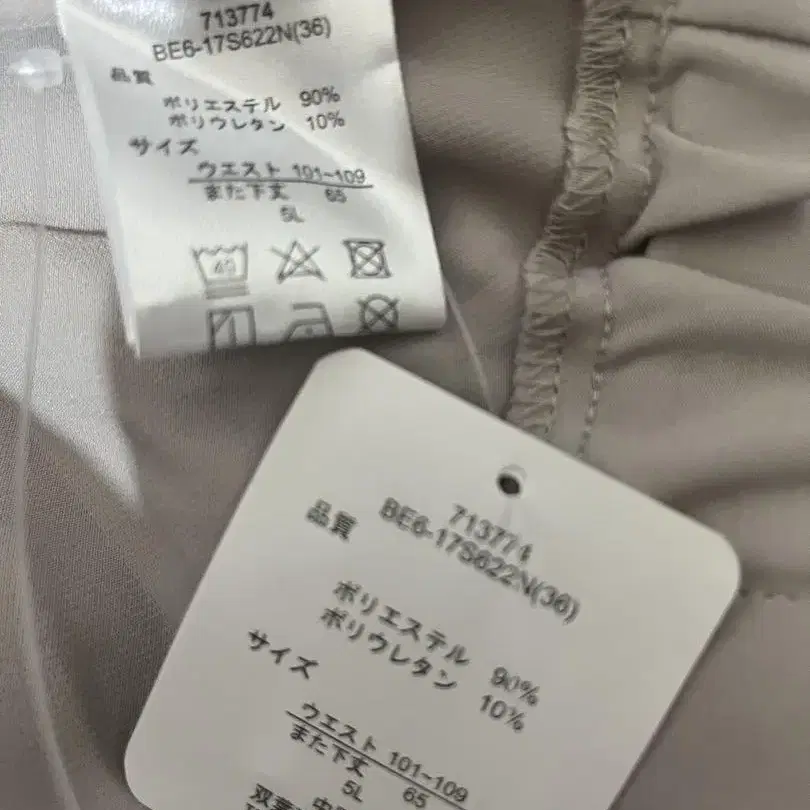 713774
BE6-17S622N(36)
品質
ポリエステル 90%
ポリウレタン 10%
サイズ
ウエスト 101~109
また下丈 65
5L
40
713774
BE6-17S622N(36)
品質
ポリエステル 90%
ポリウレタン 10%
サイズ
ウエスト 101~109
また下丈 65
5L